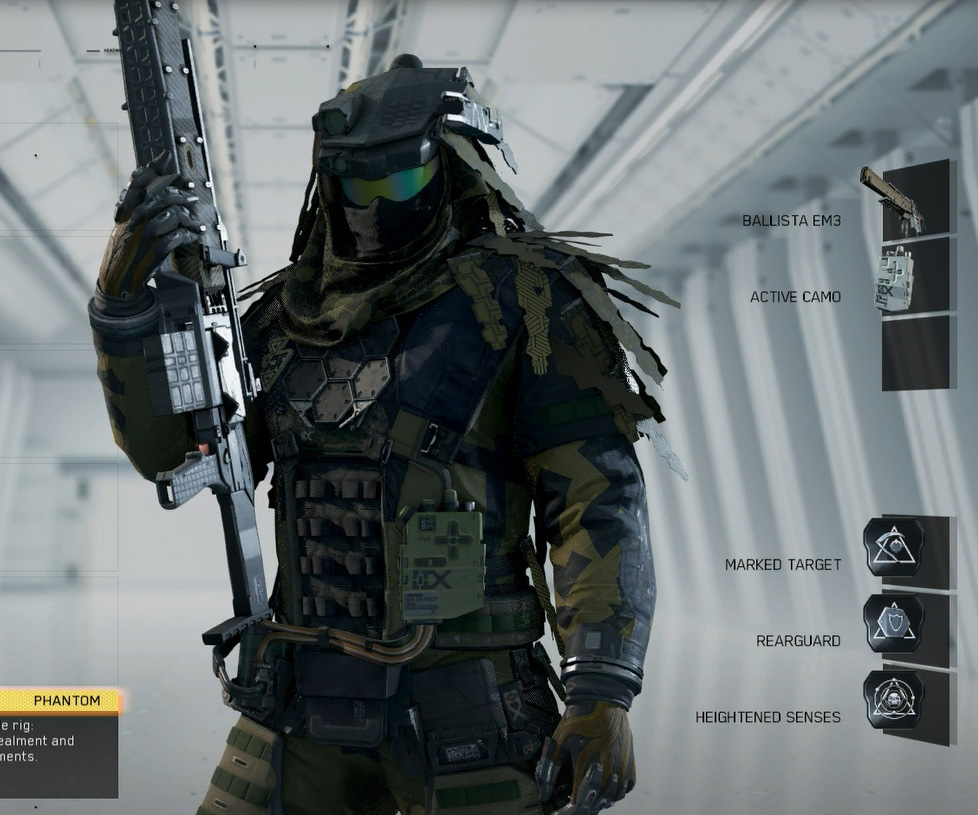 BALLISTA EM3
ACTIVE CAMO
MARKED TARGET
REARGUARD
HEIGHTENED SENSES
PHANTOM
e rig:
ealment and
ments.